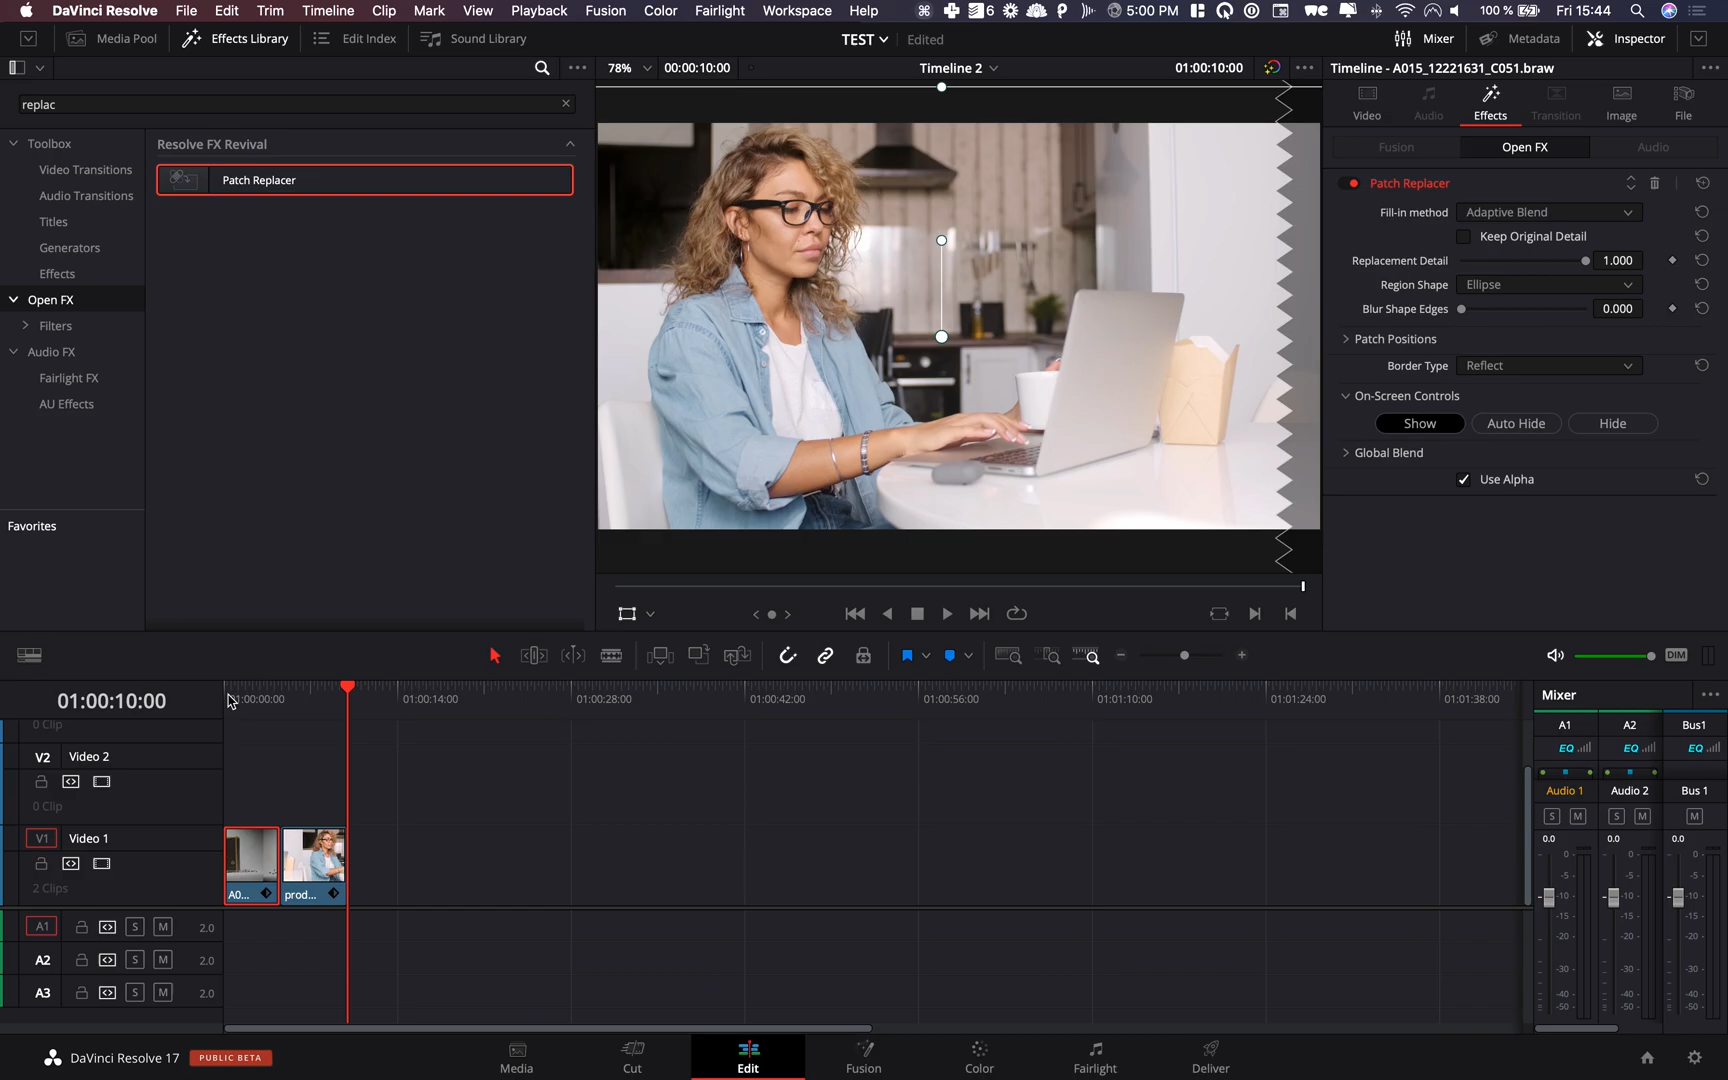 DaVinci Resolve File Edit Trim Timeline Clip Mark View Playback Fusion Color Fairlight Workspace Help 6 5:00 PM 100 % Fri 15:44
Media Pool Effects Library Edit Index Sound Library TEST Edited Mixer Metadata Inspector
78% 00:00:10:00 Timeline 2 01:00:10:00 Timeline - A015_12221631_C051.braw
replac
Video Audio Effects Transition Image File
Toolbox
Video Transitions
Audio Transitions
Titles
Generators
Effects
Open FX
Filters
Audio FX
Fairlight FX
AU Effects
Favorites
Resolve FX Revival
Patch Replacer
Fusion Open FX Audio
Patch Replacer
Fill-in method Adaptive Blend
Keep Original Detail
Replacement Detail 1.000
Region Shape Ellipse
Blur Shape Edges 0.000
Patch Positions
Border Type Reflect
On-Screen Controls
Show Auto Hide Hide
Global Blend
Use Alpha
DIM
01:00:10:00 :00:00:00 01:00:14:00 01:00:28:00 01:00:42:00 01:00:56:00 01:01:10:00 01:01:24:00 01:01:38:00
0 Clip
V2 Video 2
0 Clip
V1 Video 1
2 Clips
A0... prod...
A1 S M 2.0
A2 S M 2.0
A3 S M 2.0
Mixer
A1 A2 Bus1
EQ EQ EQ
Audio 1 Audio 2 Bus 1
S M S M M
0.0 0.0 0.0
0 0 0
-5 -5 -5
-10 -10 -10
-15 -15 -15
-20 -20 -20
-30 -30 -30
-40 -40 -40
-50 -50 -50
DaVinci Resolve 17 PUBLIC BETA Media Cut Edit Fusion Color Fairlight Deliver